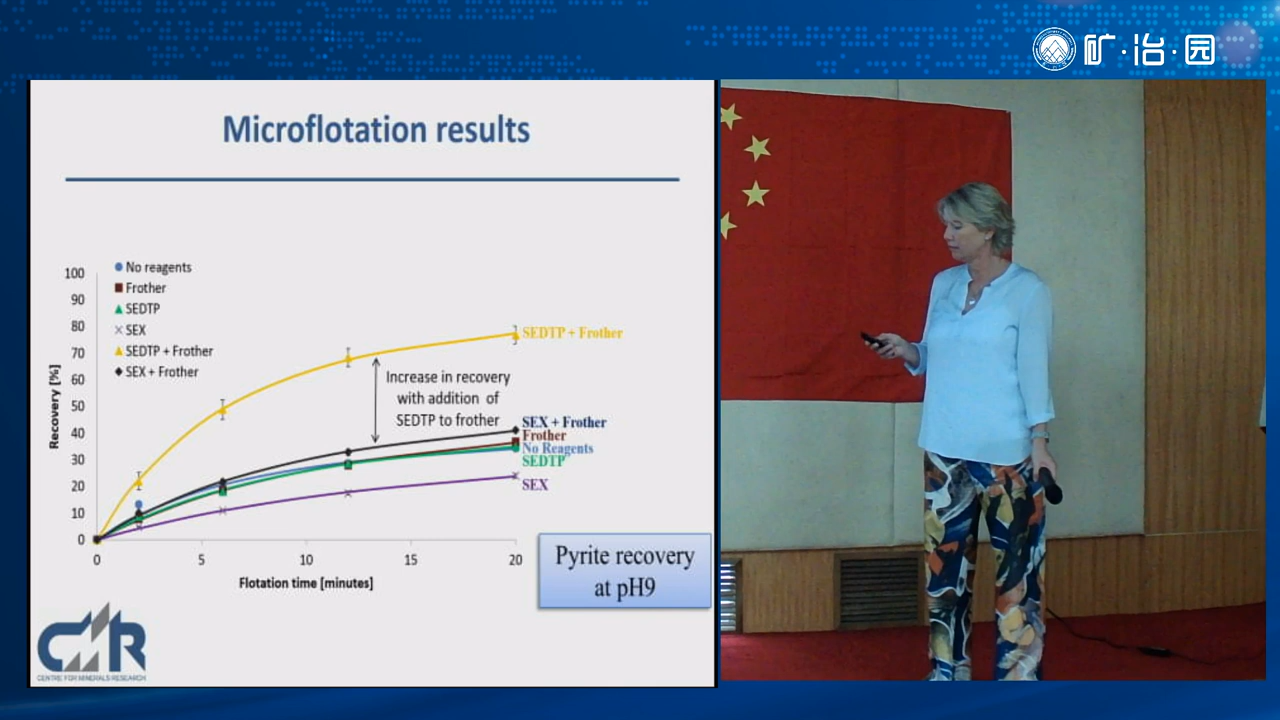 矿·冶·园
Microflotation results
No reagents
Frother
SEDTP
SEX
SEDTP + Frother
SEX + Frother
100
90
80
70
60
50
40
30
20
10
0
Recovery [%]
0
5
10
15
20
Flotation time [minutes]
SEDTP + Frother
Increase in recovery
with addition of
SEDTP to frother
SEX + Frother
Frother
No Reagents
SEDTP
SEX
Pyrite recovery
at pH9
CMR
CENTRE FOR MINERALS RESEARCH